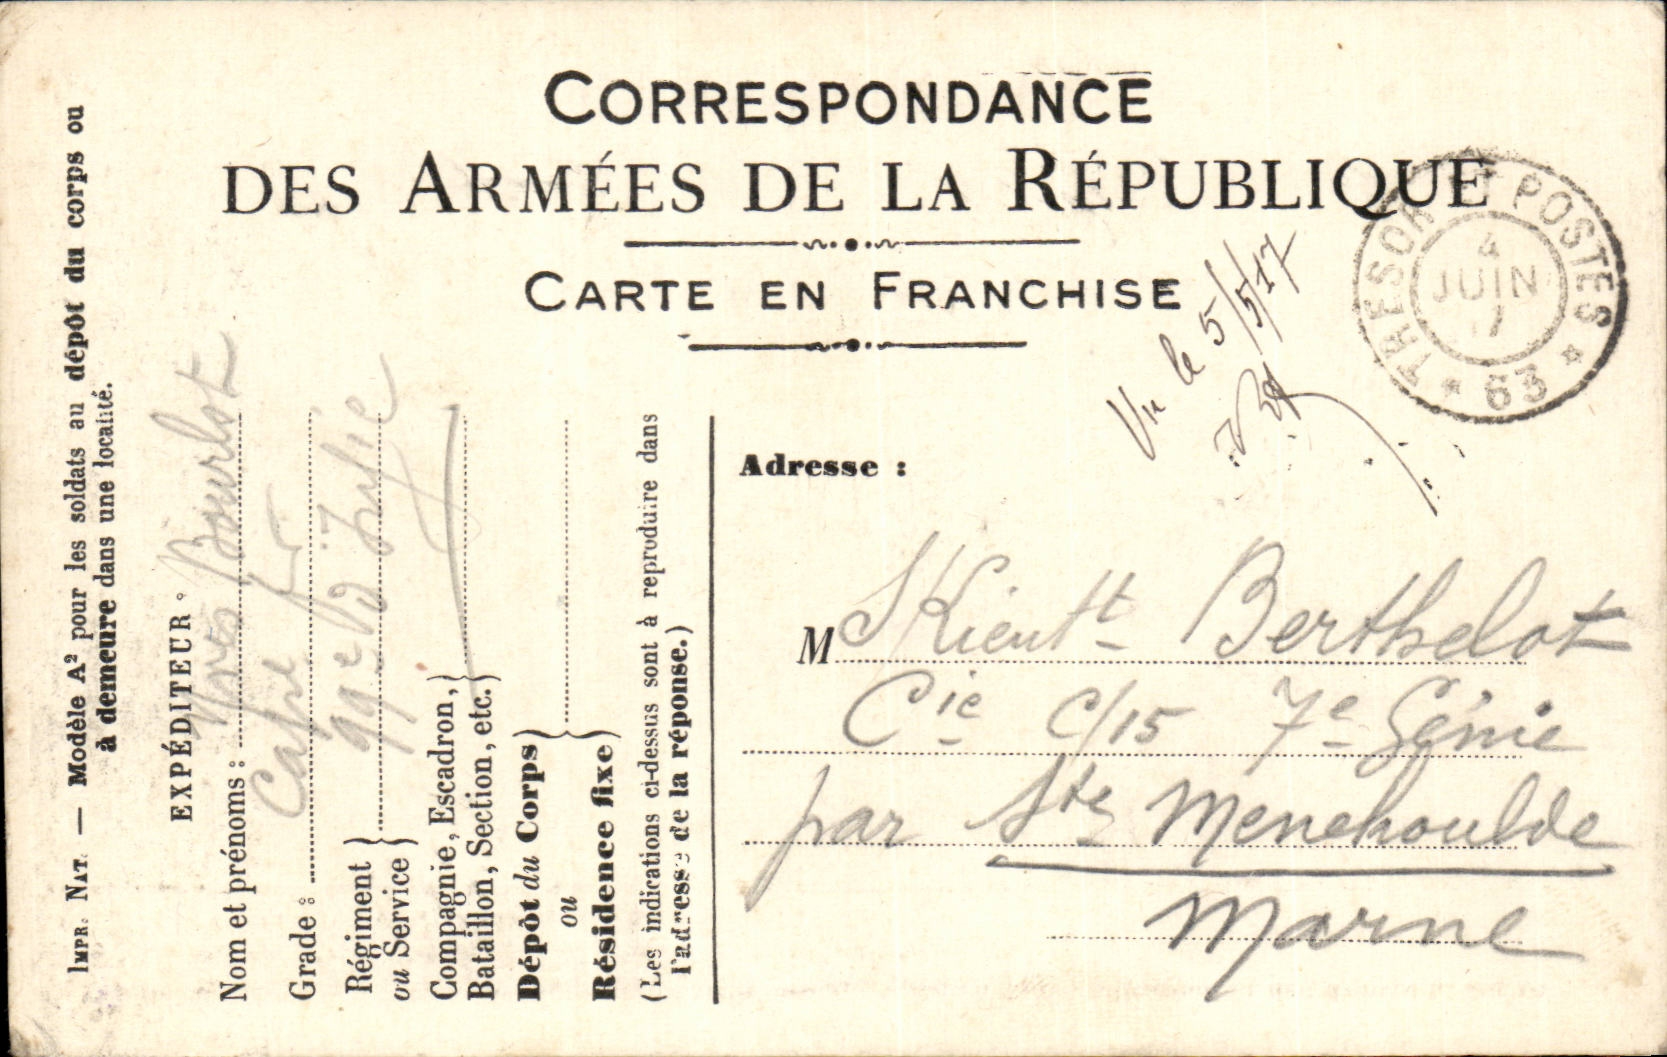 CORRESPONDANCE
DES ARMÉES DE LA RÉPUBLIQUE
CARTE EN FRANCHISE
TRESOR ET POSTES
4
JUIN
17
* 63 *
Vu le 5/5/17
Adresse :
M Lieutt Berthelot
Cie C/15 7e Génie
par Ste Menehoulde
Marne
IMPR. NAT. — Modèle A2 pour les soldats au dépôt du corps ou
à demeure dans une localité.
EXPÉDITEUR.
Nom et prénoms : Bourlot
Grade :
Régiment
ou Service 99e
Compagnie, Escadron,
Bataillon, Section, etc.
Dépôt du Corps
ou
Résidence fixe
(Les indications ci-dessus sont à reproduire dans
l'adresse de la réponse.)